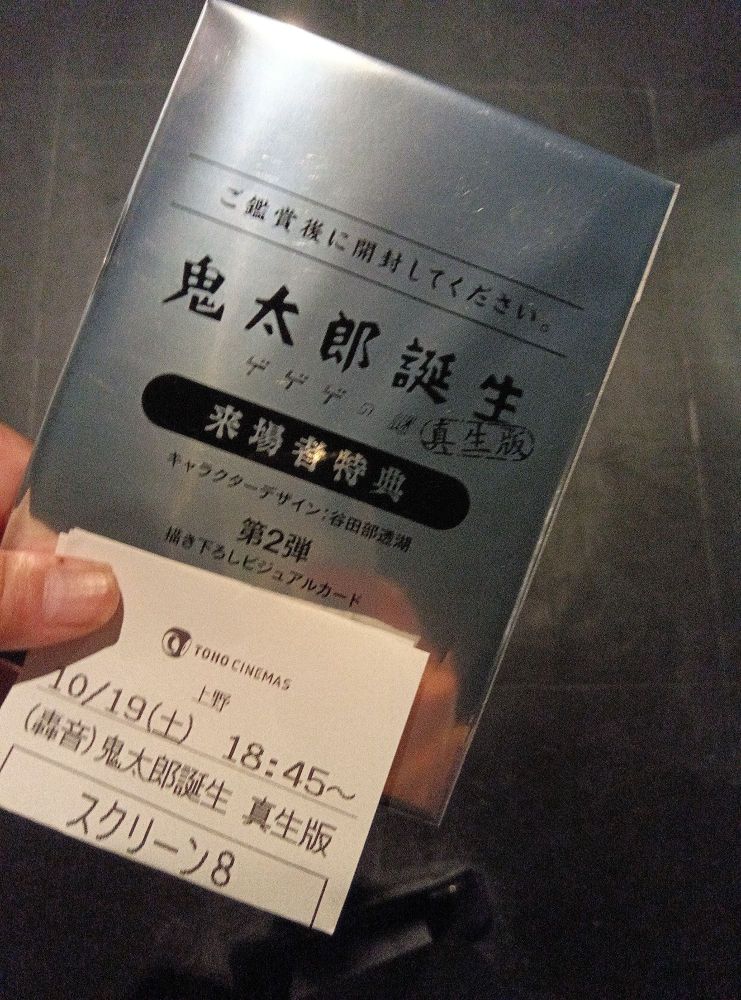 ご鑑賞後に開封してください。
鬼太郎誕生
ゲゲゲの謎 真生版
来場者特典
キャラクターデザイン:谷田部透湖
第2弾
描き下ろしビジュアルカード
TOHO CINEMAS
上野
10/19(土) 18:45~
(轟音)鬼太郎誕生 真生版
スクリーン8